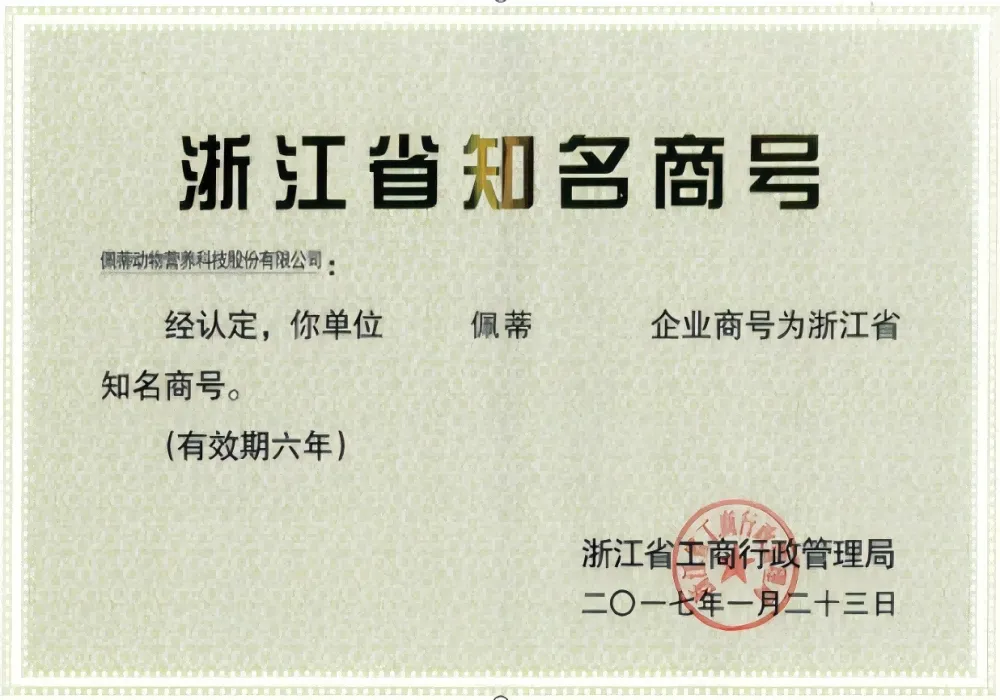 浙江省知名商号
佩蒂动物营养科技股份有限公司：
经认定，你单位 佩蒂 企业商号为浙江省
知名商号。
（有效期六年）
浙江省工商行政管理局
二〇一七年一月二十三日
浙江省工商行政管理局